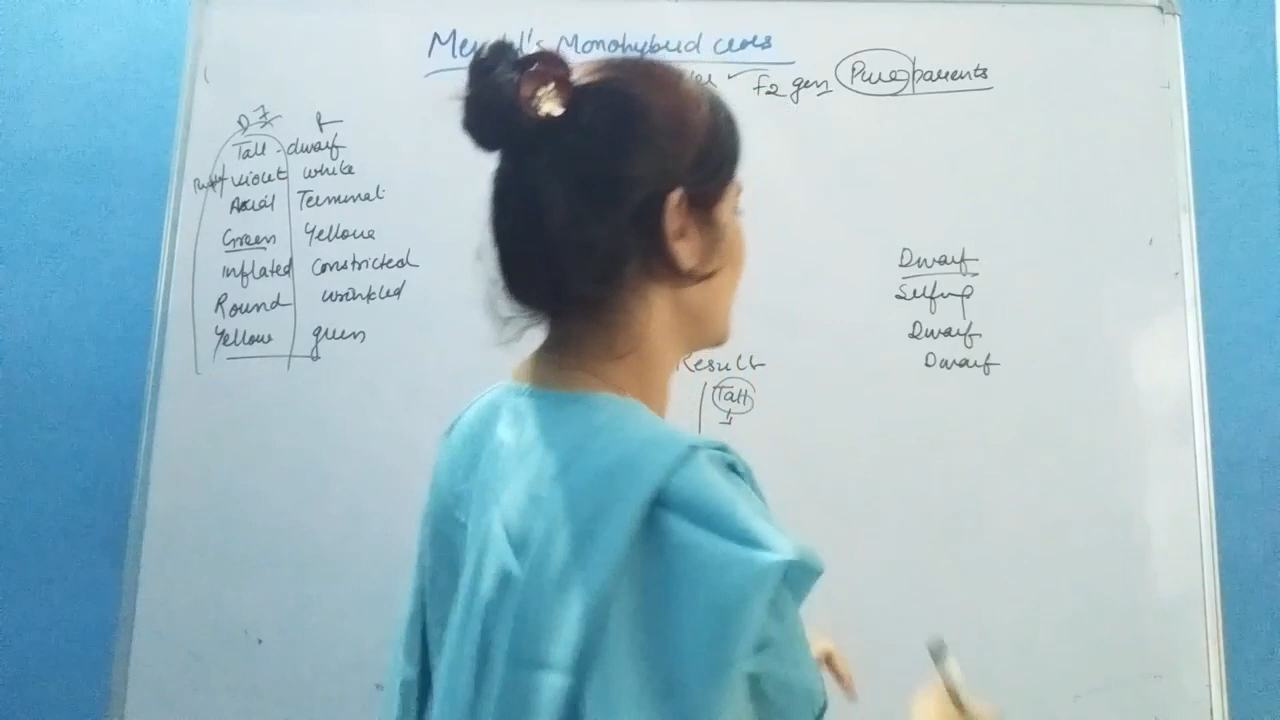 Mendel's Monohybrid cross
F2 gen Pure parents
D R
Tall - dwarf
Violet white
Axial Terminal
Green Yellow
inflated constricted
Round wrinkled
Yellow green
Dwarf
Selfing
Dwarf
Dwarf
Result
Tall